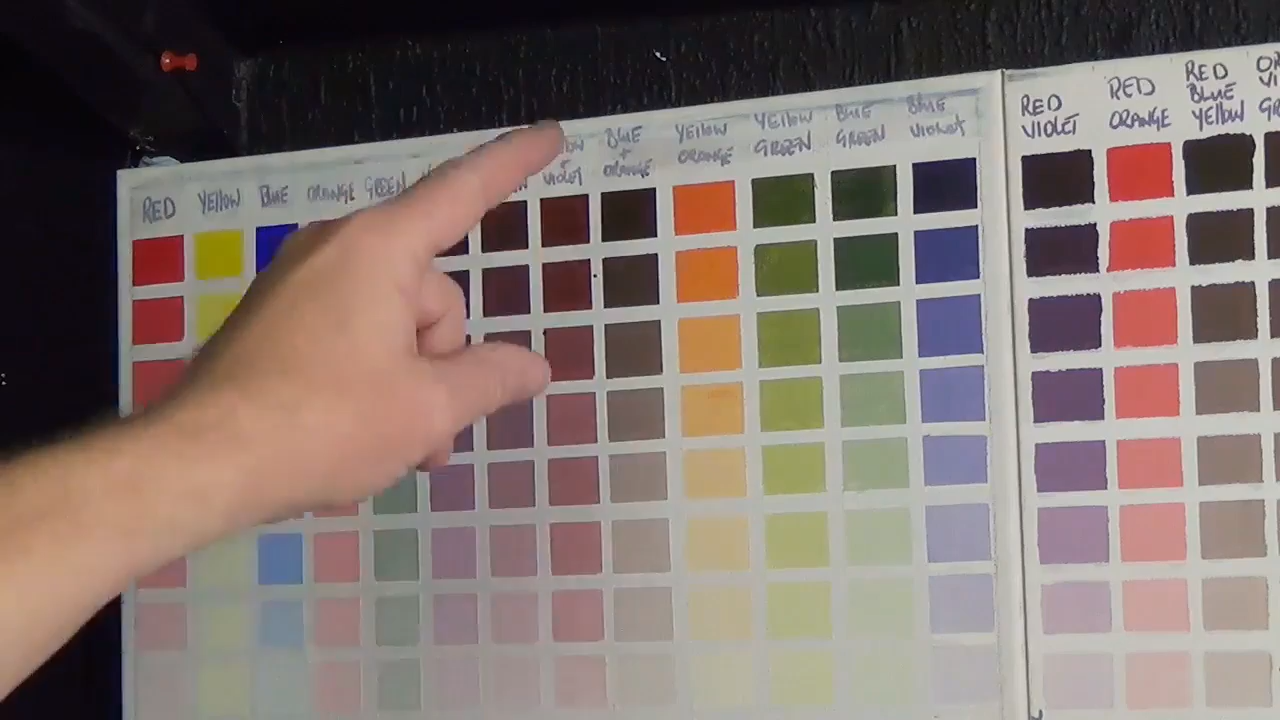 RED
YEllOW
BLUE
ORANGE
GREEN
VIOLET
BLUE
+
ORANGE
YEllOW
ORANGE
YEllOW
GREEN
BLUE
GREEN
BLUE
VIOLET
RED
VIOLET
RED
ORANGE
RED
BLUE
YEllOW